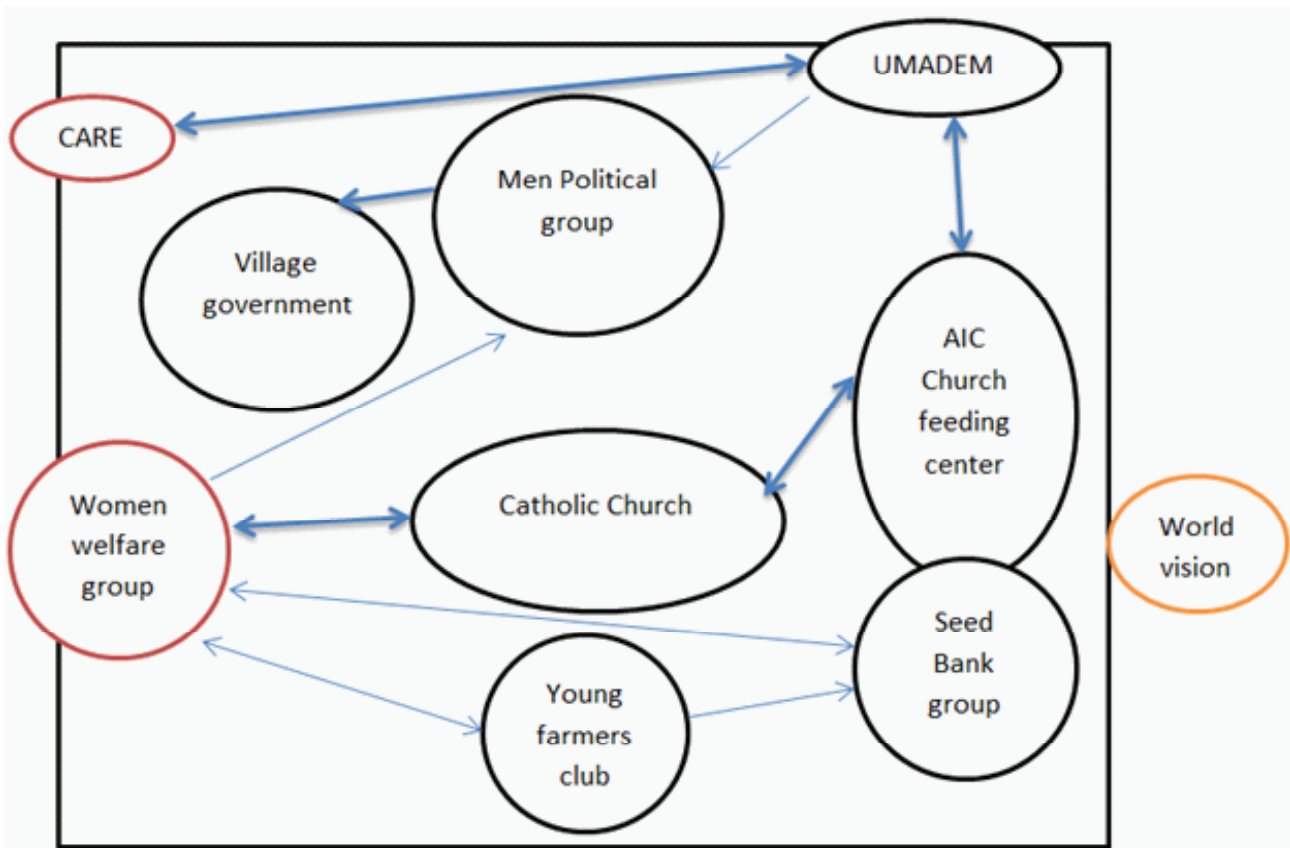 UMADEM
CARE
Men Political
group
Village
government
AIC
Church
feeding
center
Women
welfare
group
Catholic Church
World
vision
Seed
Bank
group
Young
farmers
club